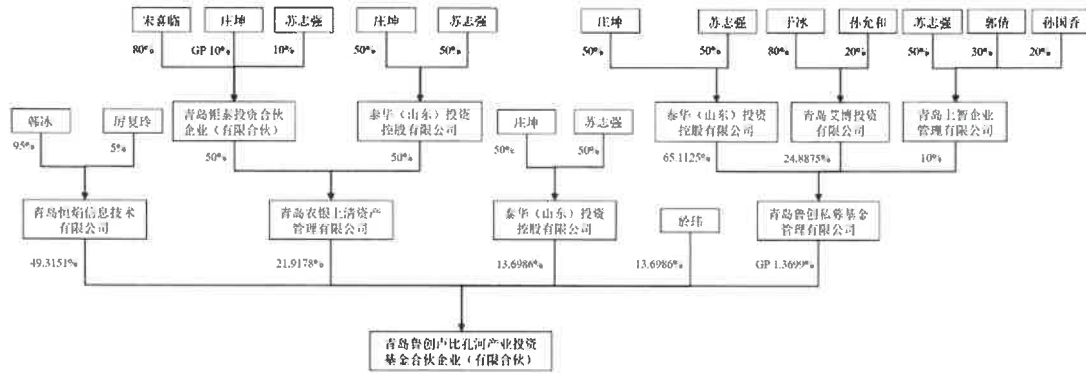 宋喜临 庄坤 苏志强 庄坤 苏志强 庄坤 苏志强 于冰 孙允和 苏志强 郭倩 孙国乔
80% GP 10% 10% 50% 50% 50% 50% 80% 20% 50% 30% 20%
韩冰 厉复玲
青岛钜泰投资合伙
企业(有限合伙)
泰华(山东)投资
控股有限公司
庄坤 苏志强
泰华(山东)投资
控股有限公司
青岛艾博投资
有限公司
青岛上智企业
管理有限公司
95% 5% 50% 50% 50% 50% 65.1125% 24.8875% 10%
青岛恒焰信息技术
有限公司
青岛农银上清资产
管理有限公司
泰华(山东)投资
控股有限公司
於玮
青岛鲁创私募基金
管理有限公司
49.3151% 21.9178% 13.6986% 13.6986% GP 1.3699%
青岛鲁创卢比孔河产业投资
基金合伙企业(有限合伙)